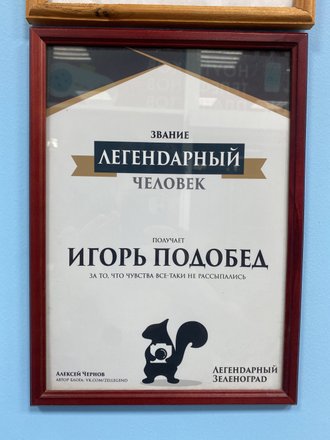 ЗВАНИЕ
ЛЕГЕНДАРНЫЙ
ЧЕЛОВЕК
ПОЛУЧАЕТ
ИГОРЬ ПОДОБЕД
ЗА ТО, ЧТО ЧУВСТВА ВСЕ-ТАКИ НЕ РАССЫПАЛИСЬ
АЛЕКСЕЙ ЧЕРНОВ
АВТОР БЛОГА: VK.COM/ZELLEGEND
ЛЕГЕНДАРНЫЙ
ЗЕЛЕНОГРАД